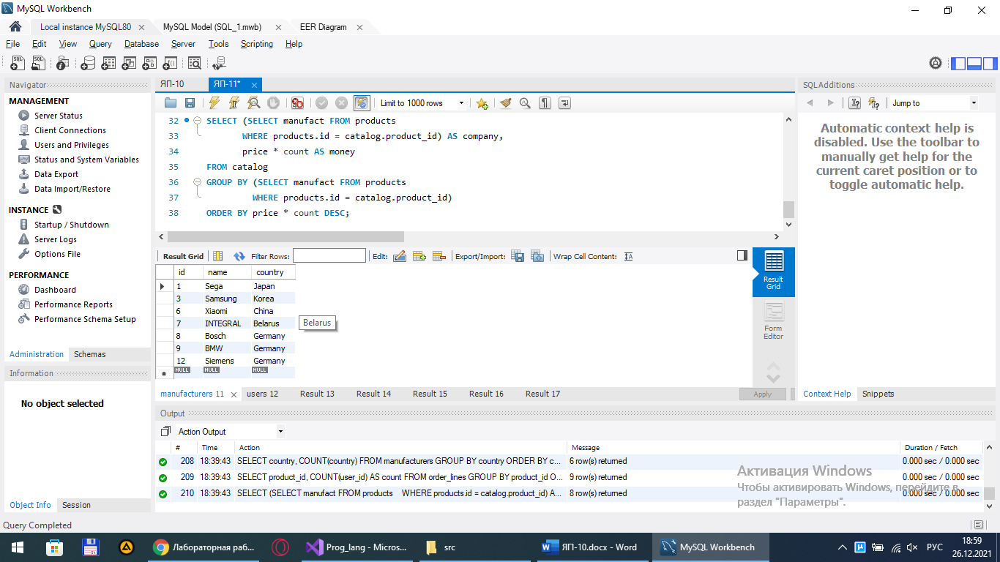 MySQL Workbench
Local instance MySQL80
MySQL Model (SQL_1.mwb)
EER Diagram
File Edit View Query Database Server Tools Scripting Help
Navigator
MANAGEMENT
Server Status
Client Connections
Users and Privileges
Status and System Variables
Data Export
Data Import/Restore
INSTANCE
Startup / Shutdown
Server Logs
Options File
PERFORMANCE
Dashboard
Performance Reports
Performance Schema Setup
Administration Schemas
Information
No object selected
Object Info Session
ЯП-10 ЯП-11*
Limit to 1000 rows
32 SELECT (SELECT manufact FROM products
33 WHERE products.id = catalog.product_id) AS company,
34 price * count AS money
35 FROM catalog
36 GROUP BY (SELECT manufact FROM products
37 WHERE products.id = catalog.product_id)
38 ORDER BY price * count DESC;
Result Grid Filter Rows: Edit: Export/Import: Wrap Cell Content: IA
id name country
1 Sega Japan
3 Samsung Korea
6 Xiaomi China
7 INTEGRAL Belarus
8 Bosch Germany
9 BMW Germany
12 Siemens Germany
NULL NULL NULL
Belarus
Result Grid
Form Editor
manufacturers 11 users 12 Result 13 Result 14 Result 15 Result 16 Result 17
Apply
SQLAdditions
Jump to
Automatic context help is
disabled. Use the toolbar to
manually get help for the
current caret position or to
toggle automatic help.
Context Help Snippets
Output
Action Output
# Time Action Message Duration / Fetch
208 18:39:43 SELECT country, COUNT(country) FROM manufacturers GROUP BY country ORDER BY c... 6 row(s) returned 0.000 sec / 0.000 sec
209 18:39:43 SELECT product_id, COUNT(user_id) AS count FROM order_lines GROUP BY product_id O... 9 row(s) returned 0.000 sec / 0.000 sec
210 18:39:43 SELECT (SELECT manufact FROM products WHERE products.id = catalog.product_id) A... 8 row(s) returned 0.000 sec / 0.000 sec
Активация Windows
Чтобы активировать Windows, перейдите в
раздел "Параметры".
Query Completed
Лабораторная раб...
Prog_lang - Micros...
src
ЯП-10.docx - Word
MySQL Workbench
РУС
18:59
26.12.2021